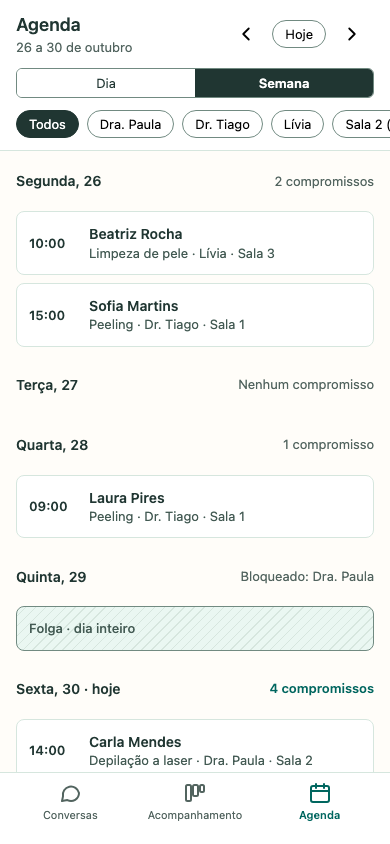 Agenda
26 a 30 de outubro
Hoje
Dia
Semana
Todos
Dra. Paula
Dr. Tiago
Lívia
Sala 2 (
Segunda, 26
2 compromissos
10:00
Beatriz Rocha
Limpeza de pele · Lívia · Sala 3
15:00
Sofia Martins
Peeling · Dr. Tiago · Sala 1
Terça, 27
Nenhum compromisso
Quarta, 28
1 compromisso
09:00
Laura Pires
Peeling · Dr. Tiago · Sala 1
Quinta, 29
Bloqueado: Dra. Paula
Folga · dia inteiro
Sexta, 30 · hoje
4 compromissos
14:00
Carla Mendes
Depilação a laser · Dra. Paula · Sala 2
Conversas
Acompanhamento
Agenda